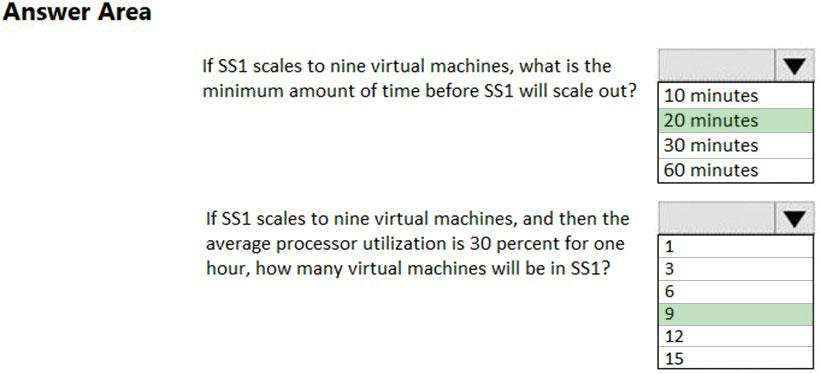 Answer Area
If SS1 scales to nine virtual machines, what is the
minimum amount of time before SS1 will scale out?
10 minutes
20 minutes
30 minutes
60 minutes
If SS1 scales to nine virtual machines, and then the
average processor utilization is 30 percent for one
hour, how many virtual machines will be in SS1?
1
3
6
9
12
15